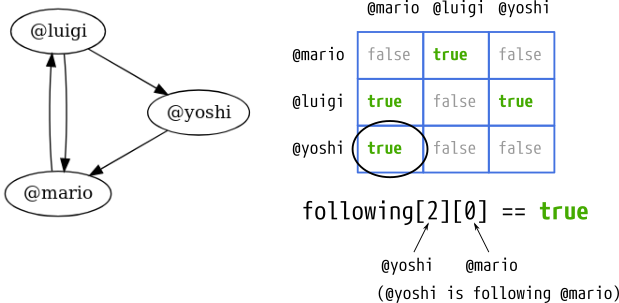 @luigi
@yoshi
@mario
@mario @luigi @yoshi
@mario false true false
@luigi true false true
@yoshi true false false
following[2][0] == true
@yoshi @mario
(@yoshi is following @mario)